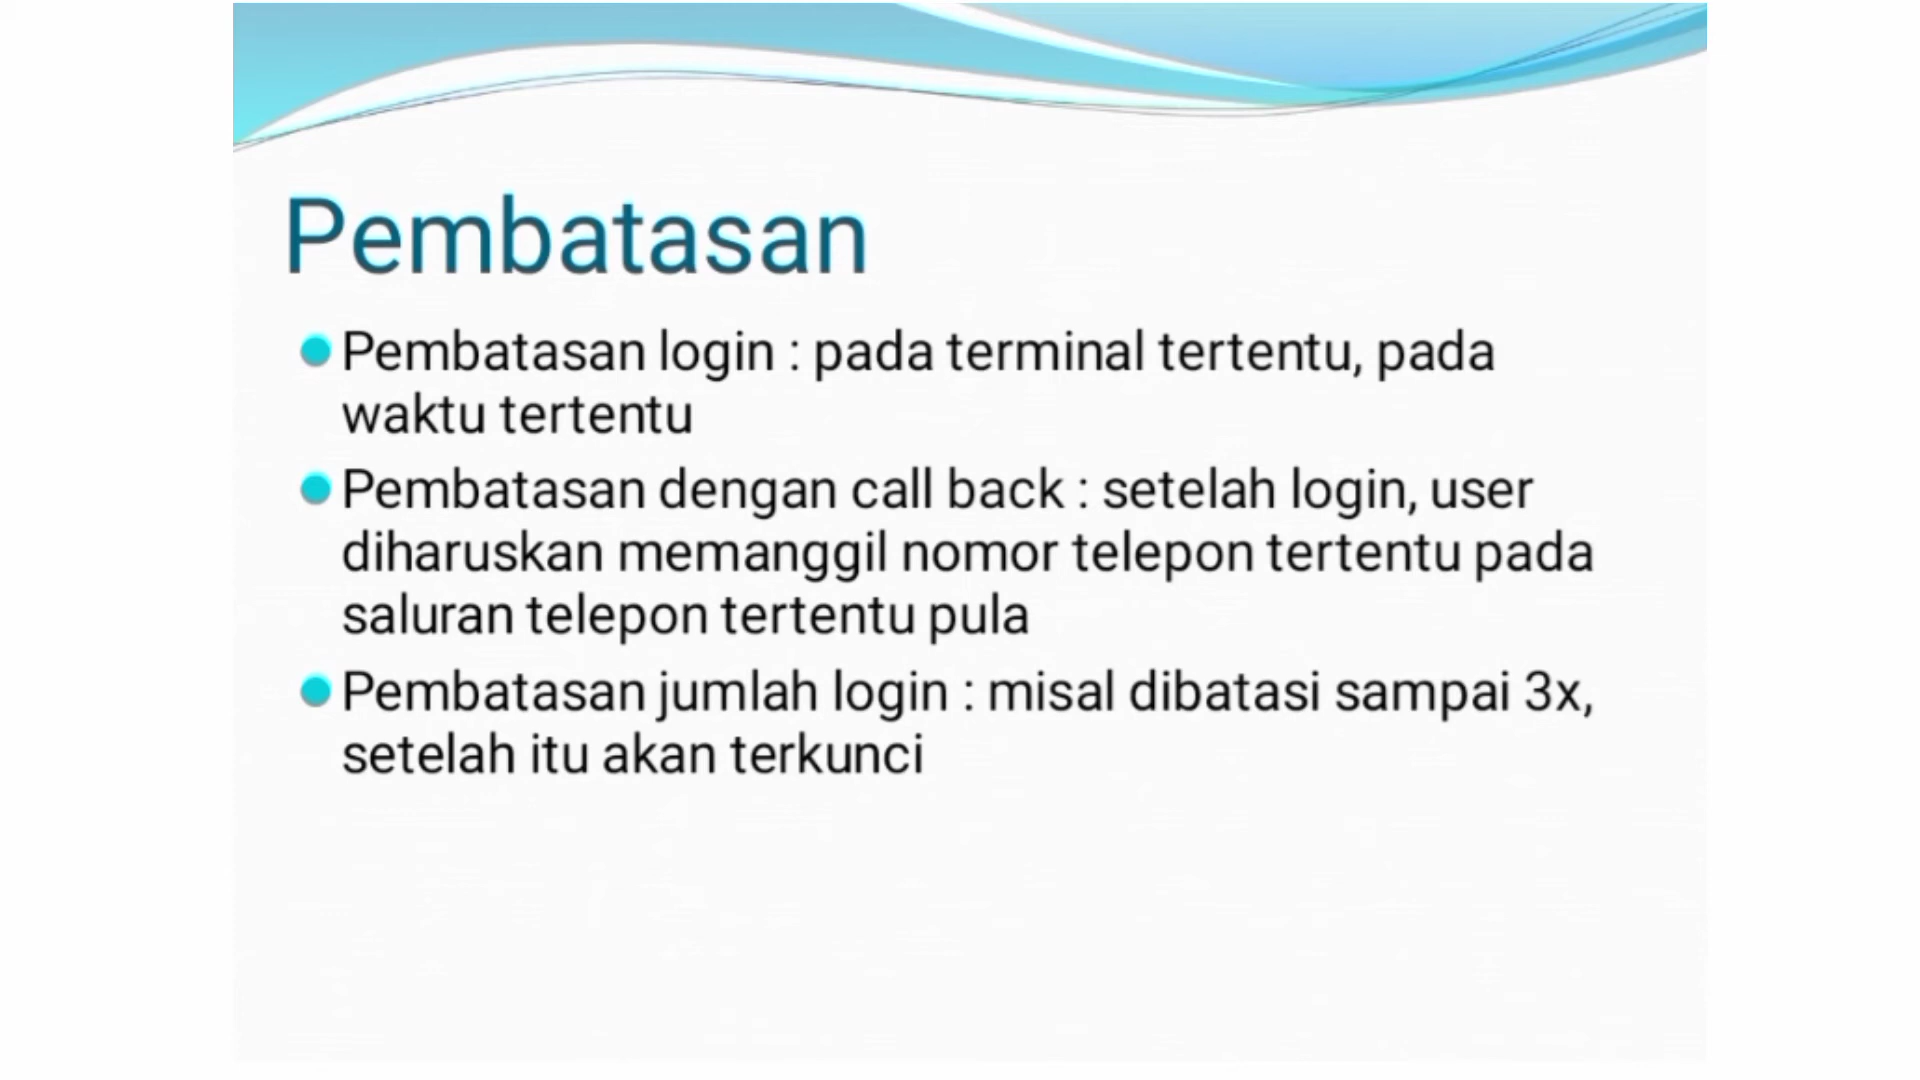 Pembatasan
Pembatasan login : pada terminal tertentu, pada
waktu tertentu
Pembatasan dengan call back : setelah login, user
diharuskan memanggil nomor telepon tertentu pada
saluran telepon tertentu pula
Pembatasan jumlah login : misal dibatasi sampai 3x,
setelah itu akan terkunci